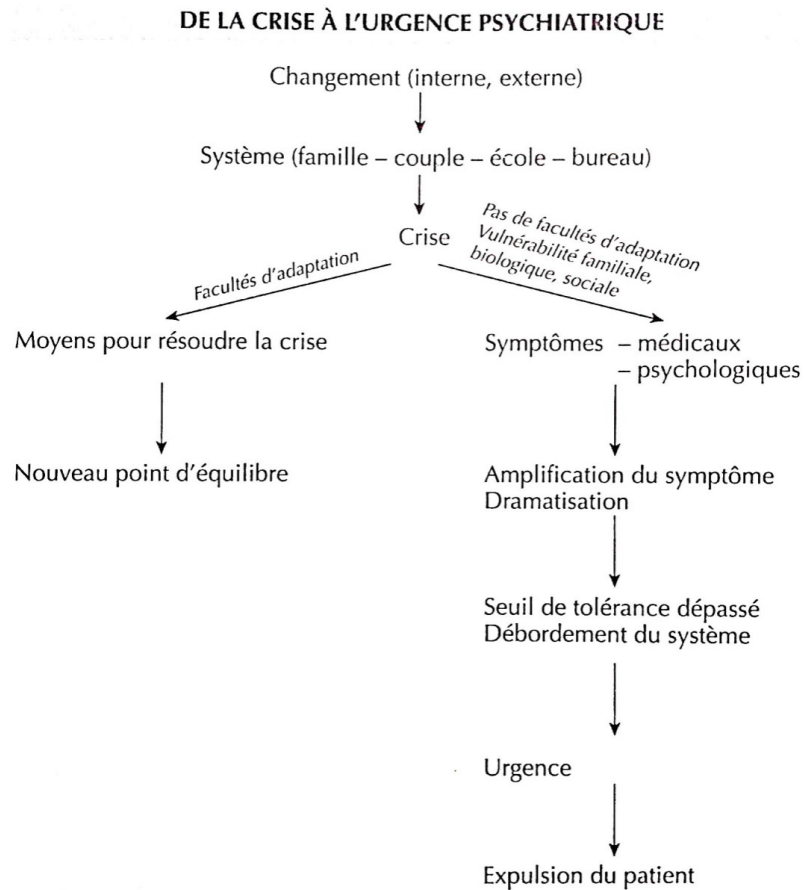 DE LA CRISE À L'URGENCE PSYCHIATRIQUE
Changement (interne, externe)
Système (famille – couple – école – bureau)
Crise
Facultés d'adaptation
Pas de facultés d'adaptation
Vulnérabilité familiale,
biologique, sociale
Moyens pour résoudre la crise
Nouveau point d'équilibre
Symptômes – médicaux
– psychologiques
Amplification du symptôme
Dramatisation
Seuil de tolérance dépassé
Débordement du système
Urgence
Expulsion du patient